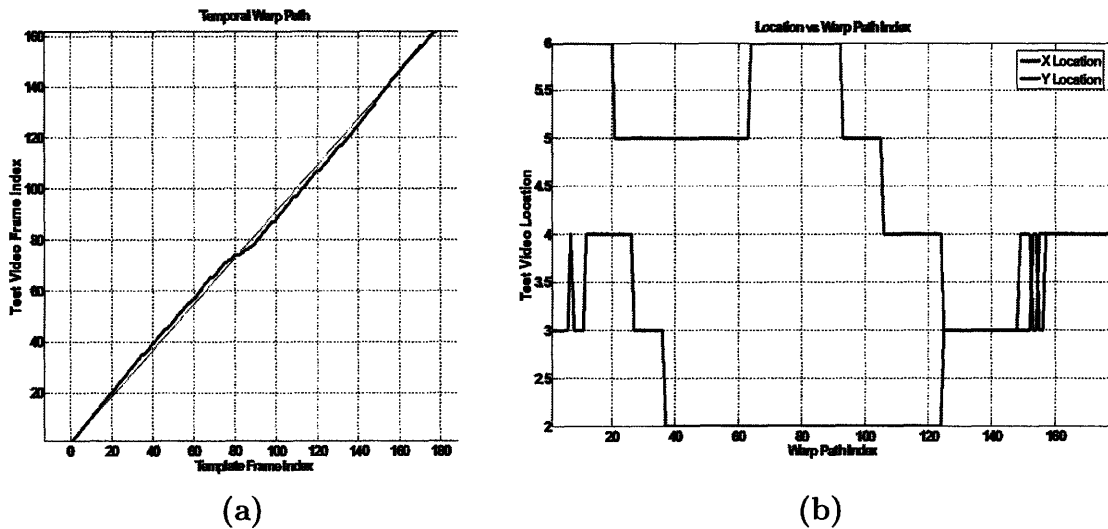 Temporal Warp Path
160
140
120
100
80
60
40
20
Test Video Frame Index
0 20 40 60 80 100 120 140 160 180
Template Frame Index
(a)
Location vs Warp Path Index
6
5.5
5
4.5
4
3.5
3
2.5
2
Test Video Location
X Location
Y Location
20 40 60 80 100 120 140 160
Warp Path Index
(b)